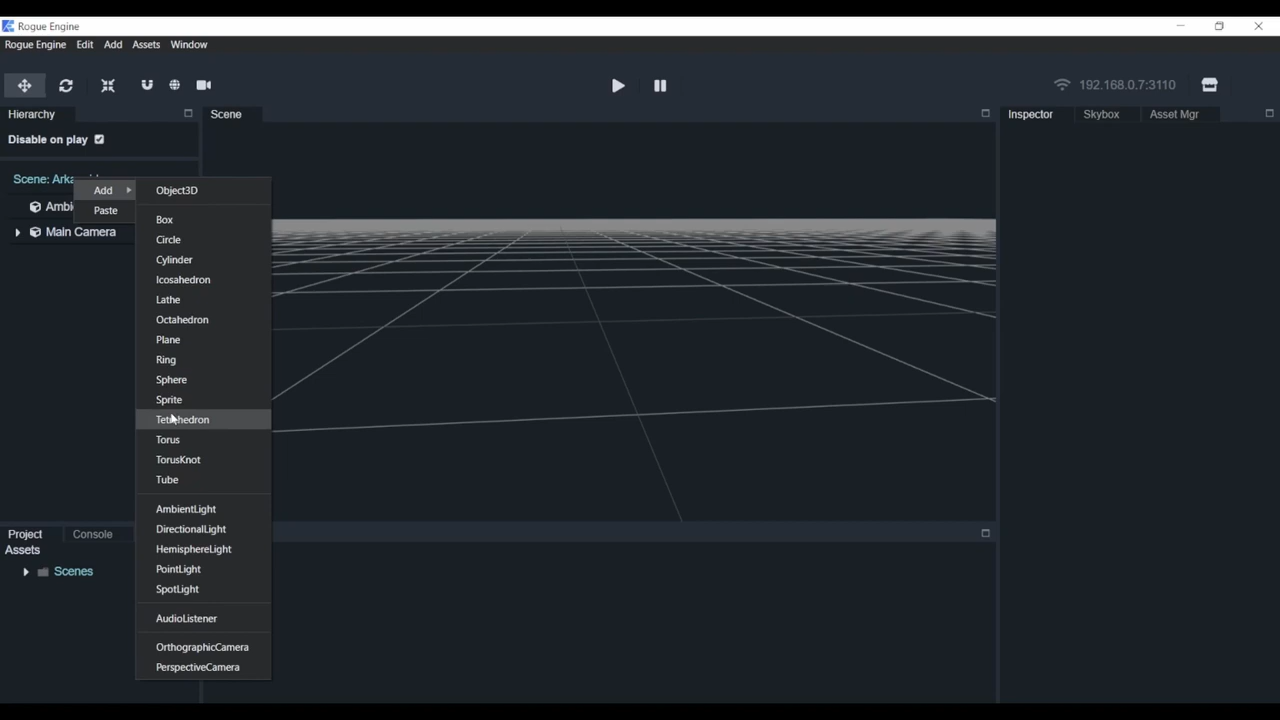 Rogue Engine
Rogue Engine Edit Add Assets Window
192.168.0.7:3110
Hierarchy
Scene
Inspector Skybox Asset Mgr
Disable on play
Scene:
Main Camera
Add
Paste
Object3D
Box
Circle
Cylinder
Icosahedron
Lathe
Octahedron
Plane
Ring
Sphere
Sprite
Tetrahedron
Torus
TorusKnot
Tube
AmbientLight
DirectionalLight
HemisphereLight
PointLight
SpotLight
AudioListener
OrthographicCamera
PerspectiveCamera
Project Console
Assets
Scenes